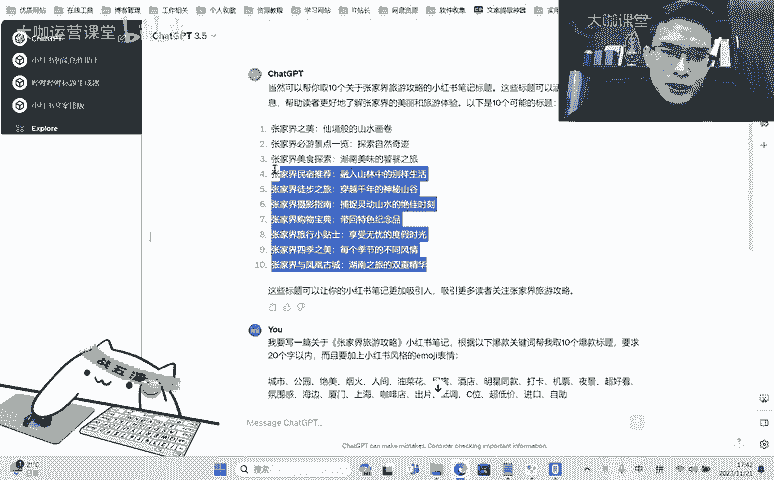 优质网站 在线工具 博客管理 工作相关 个人收藏 资源教程 学习网站 IT站长 网盘资源 软件收集
大咖运营课堂
ChatGPT 3.5
大咖课堂
Explore
ChatGPT
当然可以帮你取10个关于张家界旅游攻略的小红书笔记标题。这些标题可以
息，帮助读者更好地了解张家界的美丽和旅游体验。以下是10个可能的标题：
1. 张家界之美：仙境般的山水画卷
2. 张家界必游景点一览：探索自然奇迹
3. 张家界美食探索：湖南美味的饕餮之旅
4. 张家界民宿推荐：融入山林中的别样生活
5. 张家界徒步之旅：穿越千年的神秘山谷
6. 张家界摄影指南：捕捉灵动山水的绝佳时刻
7. 张家界购物宝典：带回特色纪念品
8. 张家界旅行小贴士：享受无忧的度假时光
9. 张家界四季之美：每个季节的不同风情
10. 张家界与凤凰古城：湖南之旅的双重精华
这些标题可以让你的小红书笔记更加吸引人，吸引更多读者关注张家界旅游攻略。
You
我要写一篇关于《张家界旅游攻略》小红书笔记，根据以下爆款关键词帮我取10个爆款标题，要求
20个字以内，而且要加上小红书风格的emoji表情：
城市、公园、绝美、烟火、人间、油菜花、酒店、明星同款、打卡、机票、夜景、超好看、
氛围感、海边、厦门、上海、咖啡店、出片、C位、超低价、进口、自助
Message ChatGPT...
ChatGPT can make mistakes. Consider checking important information.
战五渣
21°C
搜索
中
拼
17:42
2023/11/21